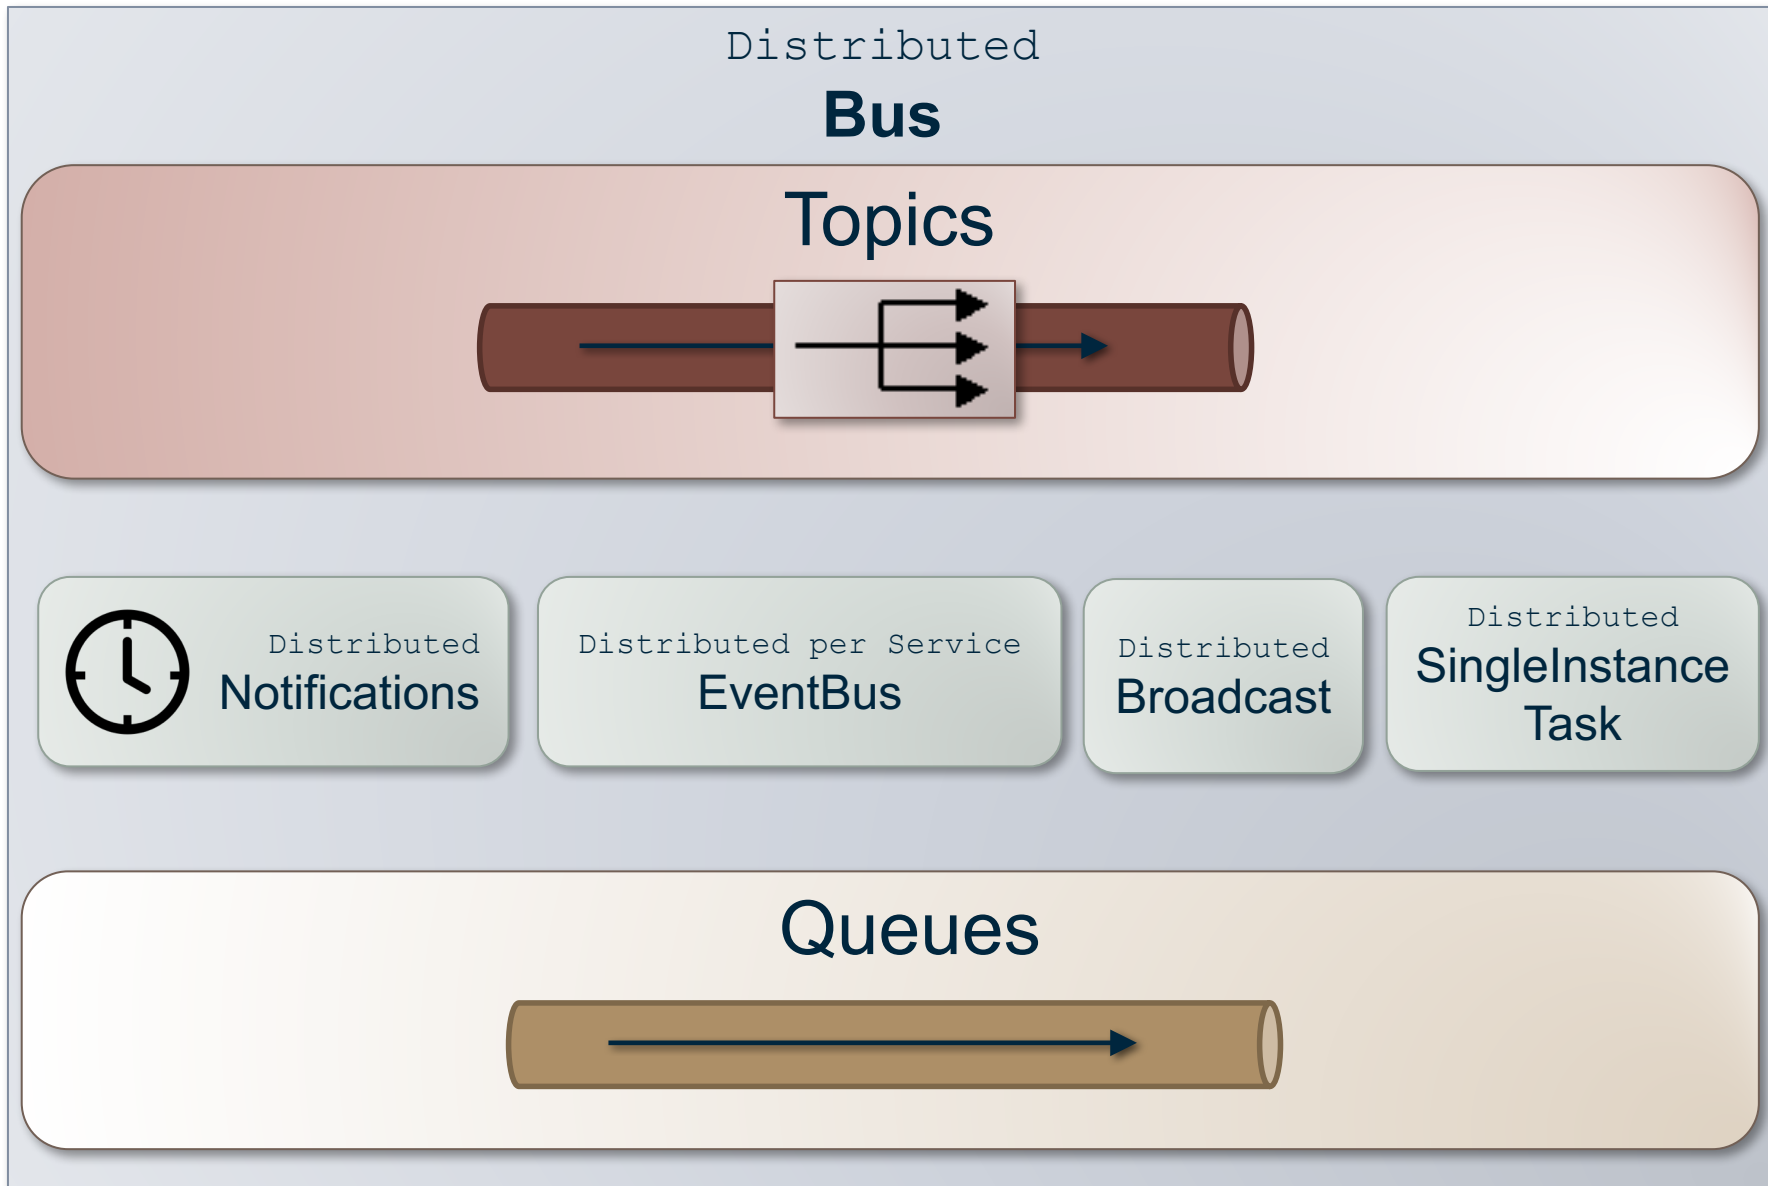 Distributed
Bus
Topics
Distributed
Notifications
Distributed per Service
EventBus
Distributed
Broadcast
Distributed
SingleInstance
Task
Queues